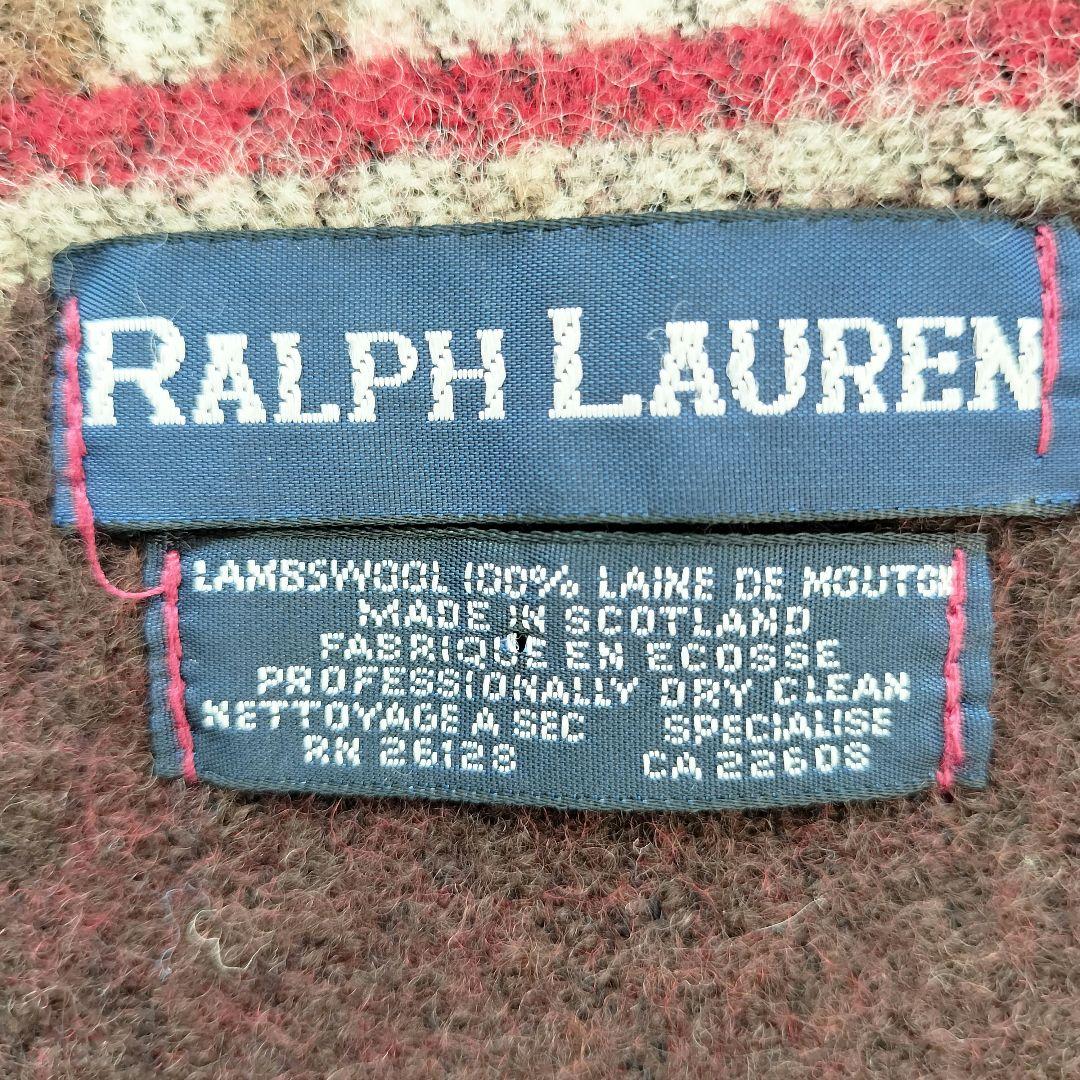 RALPH LAUREN
LAMBSWOOL 100% LAINE DE MOUTON
MADE IN SCOTLAND
FABRIQUE EN ECOSSE
PROFESSIONALLY DRY CLEAN
NETTOYAGE A SEC SPECIALISE
RN 26128 CA 22608